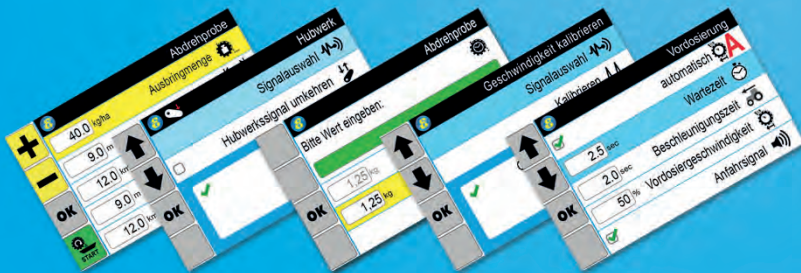 Abdrehprobe
Ausbringmenge
40.0 kg/ha
9.0 m
12.0 km
9.0
12.0 km
OK
START
Hubwerk
Signalauswahl
Hubwerkssignal umkehren
OK
Abdrehprobe
Bitte Wert eingeben:
1,25 kg
1,25 kg
OK
Geschwindigkeit kalibrieren
Signalauswahl
Kalibrieren
OK
Vordosierung
automatisch A
Wartezeit
2.5 sec
Beschleunigungszeit
2.0 sec
Vordosiergeschwindigkeit
50 %
Anfahrsignal